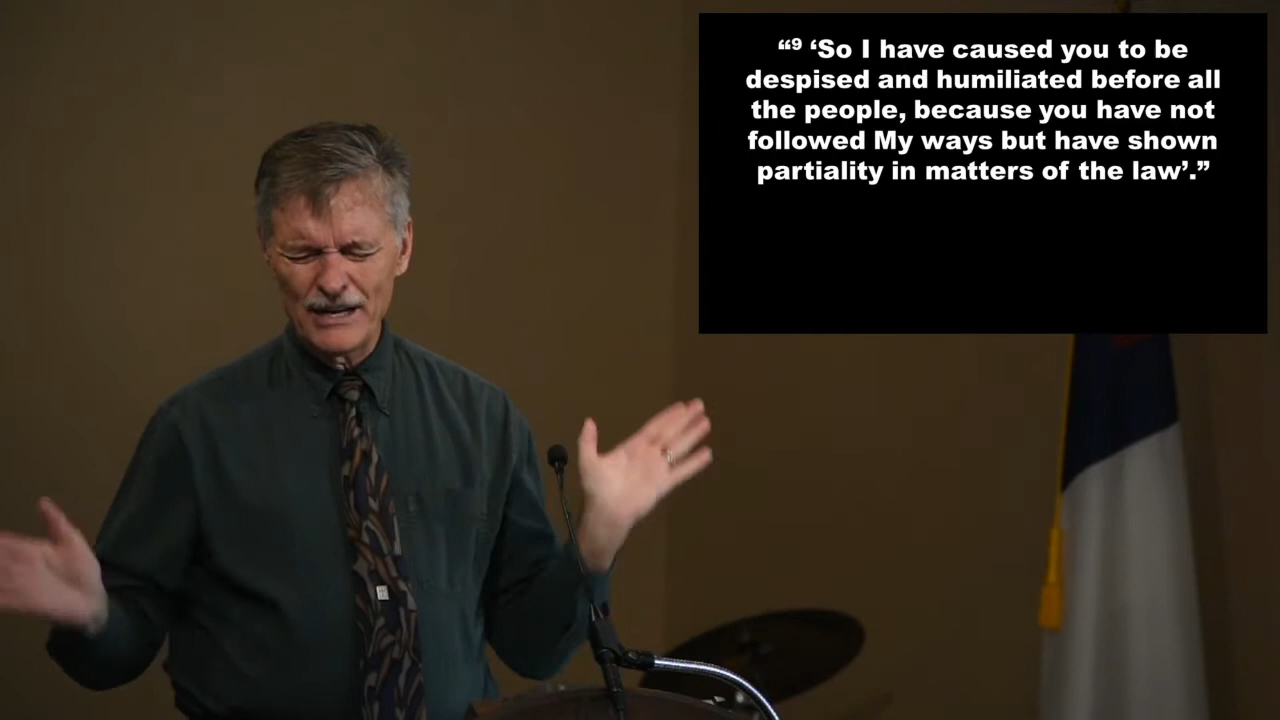 “⁹ ‘So I have caused you to be
despised and humiliated before all
the people, because you have not
followed My ways but have shown
partiality in matters of the law’.”